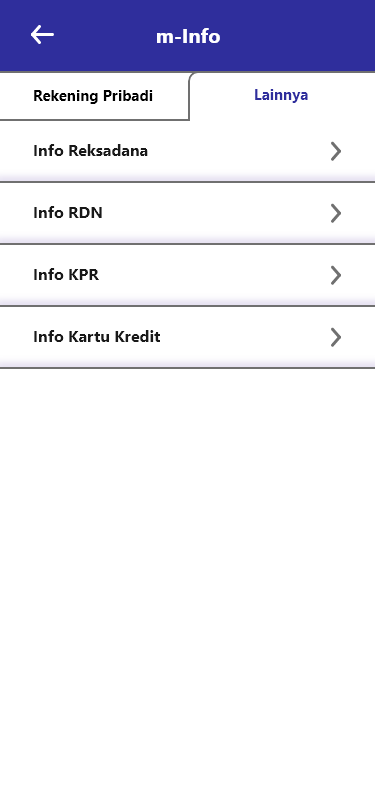 m-Info
Rekening Pribadi
Lainnya
Info Reksadana
Info RDN
Info KPR
Info Kartu Kredit